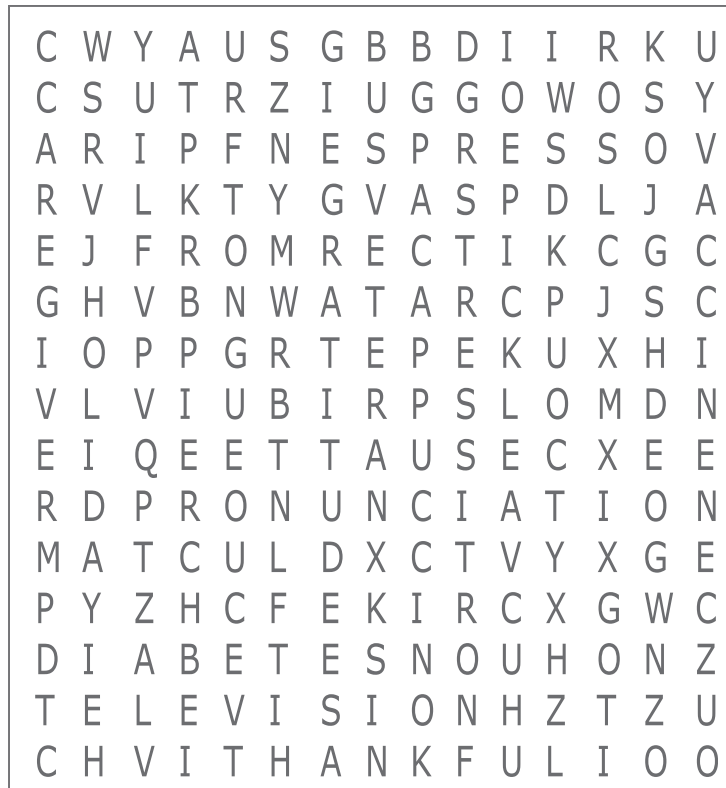 C W Y A U S G B B D I I R K U
C S U T R Z I U G G O W O S Y
A R I P F N E S P R E S S O V
R V L K T Y G V A S P D L J A
E J F R O M R E C T I K C G C
G H V B N W A T A R C P J S C
I O P P G R T E P E K U X H I
V L V I U B I R P S L O M D N
E I Q E E T T A U S E C X E E
R D P R O N U N C I A T I O N
M A T C U L D X C T V Y X G E
P Y Z H C F E K I R C X G W C
D I A B E T E S N O U H O N Z
T E L E V I S I O N H Z T Z U
C H V I T H A N K F U L I O O